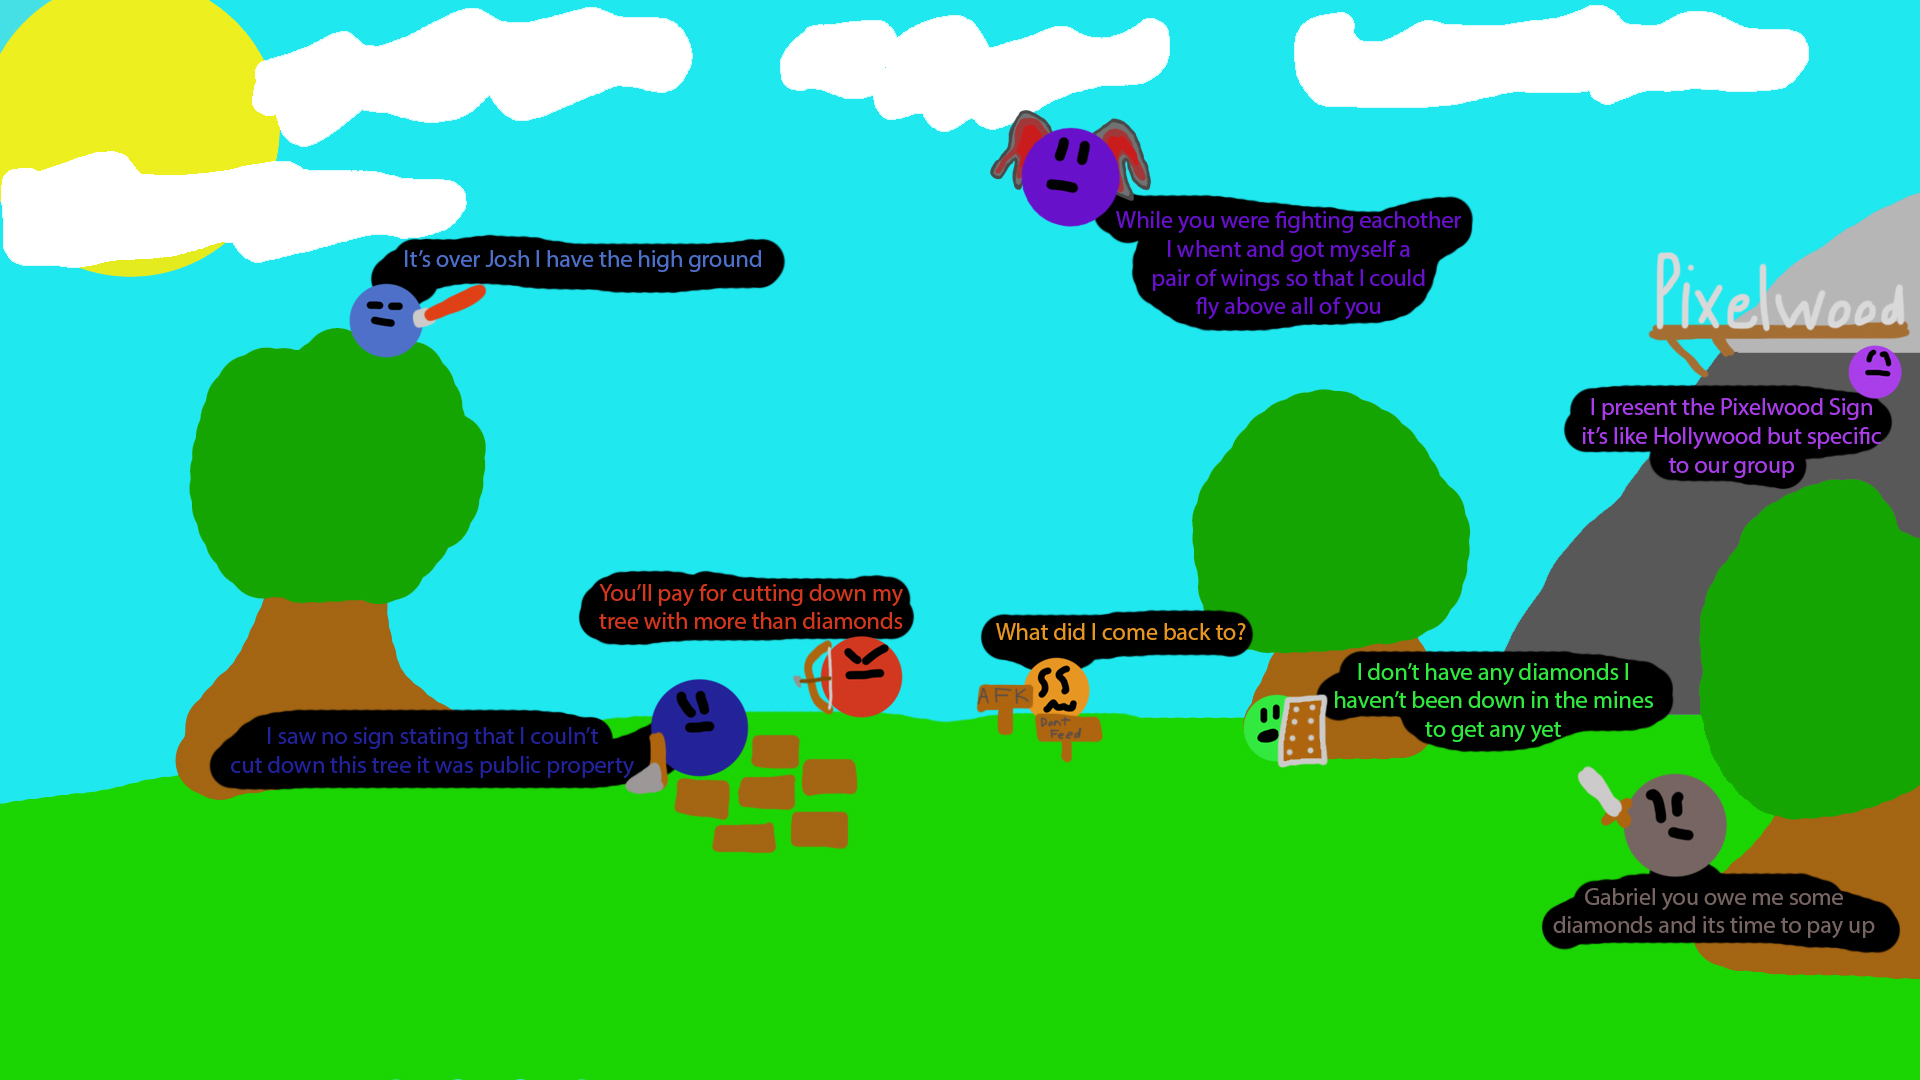 It's over Josh I have the high ground
While you were fighting eachother
I whent and got myself a
pair of wings so that I could
fly above all of you
Pixelwood
I present the Pixelwood Sign
it's like Hollywood but specific
to our group
You'll pay for cutting down my
tree with more than diamonds
What did I come back to?
AFK
Dont
Feed
I don't have any diamonds I
haven't been down in the mines
to get any yet
I saw no sign stating that I couln't
cut down this tree it was public property
Gabriel you owe me some
diamonds and its time to pay up